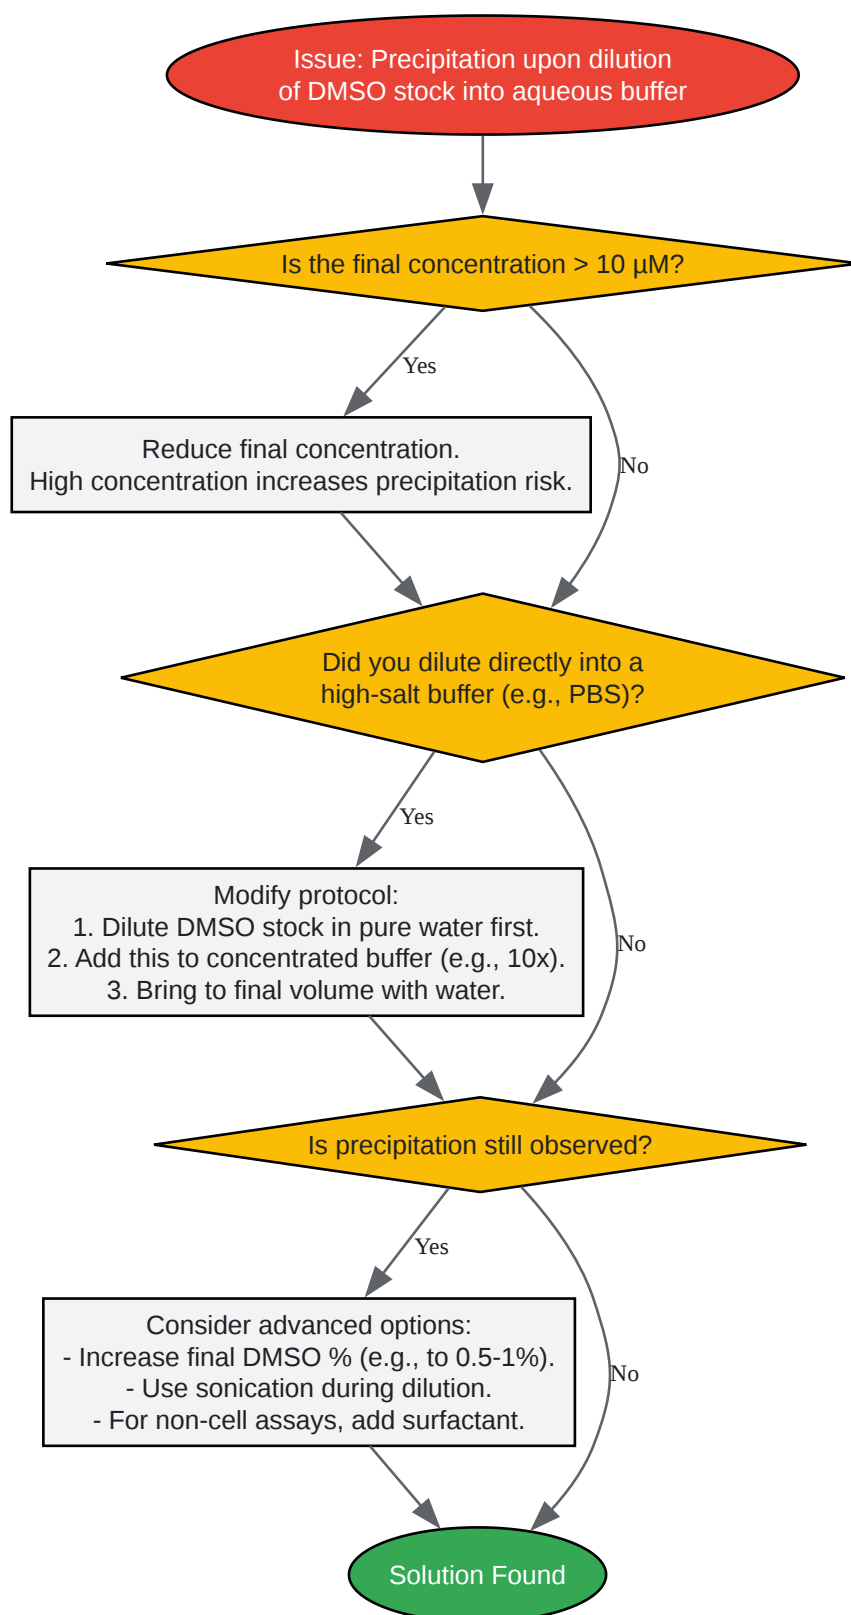 Issue: Precipitation upon dilution
of DMSO stock into aqueous buffer
Is the final concentration > 10 µM?
Yes
Reduce final concentration.
High concentration increases precipitation risk.
No
Did you dilute directly into a
high-salt buffer (e.g., PBS)?
Yes
Modify protocol:
1. Dilute DMSO stock in pure water first.
2. Add this to concentrated buffer (e.g., 10x).
3. Bring to final volume with water.
No
Is precipitation still observed?
Yes
Consider advanced options:
- Increase final DMSO % (e.g., to 0.5-1%).
- Use sonication during dilution.
- For non-cell assays, add surfactant.
No
Solution Found